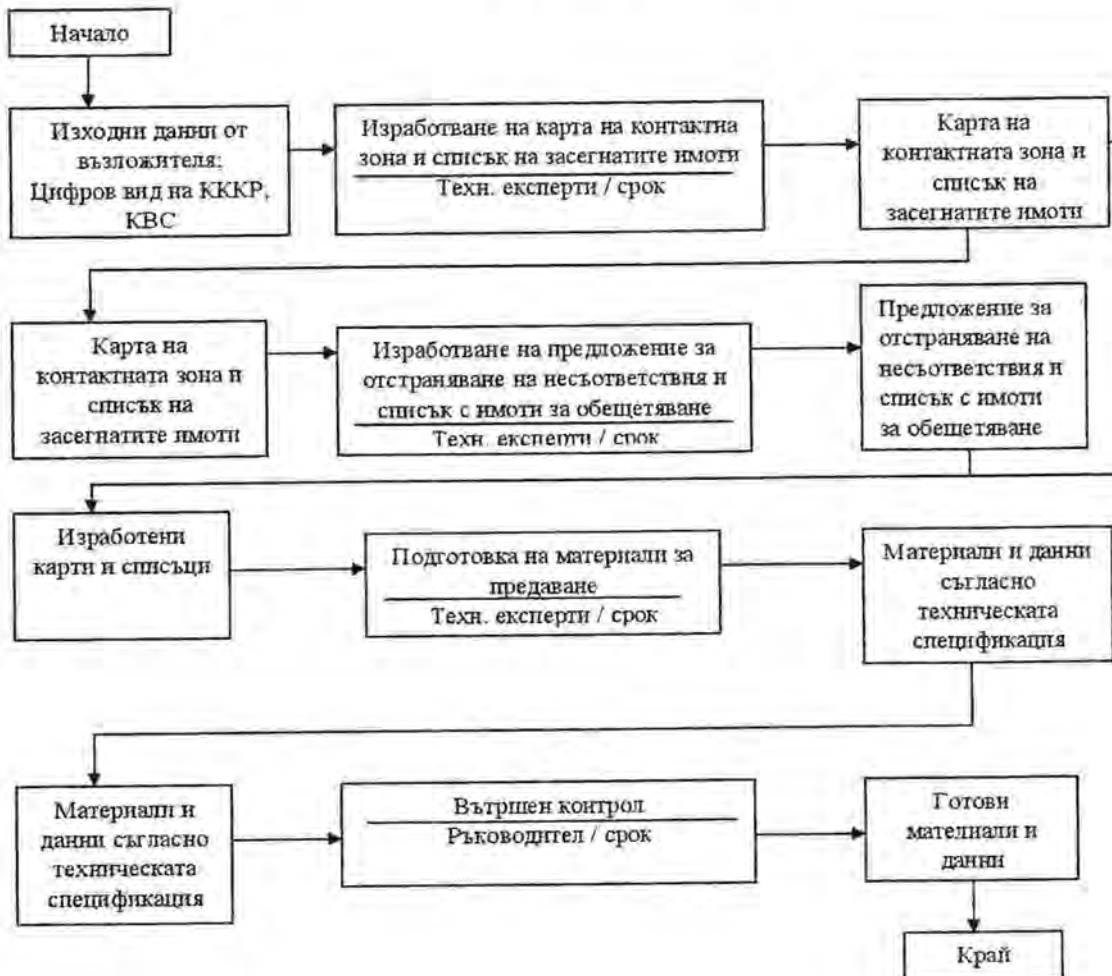 Начало
Изходни данни от
възложителя:
Цифров вид на КККР,
КВС
Изработване на карта на контактна
зона и списък на засегнатите имоти
Техн. експерти / срок
Карта на
контактната зона и
списък на
засегнатите имоти
Карта на
контактната зона и
списък на
засегнатите имоти
Изработване на предложение за
отстраняване на несъответствия и
списък с имоти за обещетяване
Техн. експерти / срок
Предложение за
отстраняване на
несъответствия и
списък с имоти
за обещетяване
Изработени
карти и списъци
Подготовка на материали за
предаване
Техн. експерти / срок
Материали и данни
съгласно
техническата
спецификация
Материали и
данни съгласно
техническата
спецификация
Вътршен контрол
Ръководител / срок
Готови
мателиали и
данни
Край